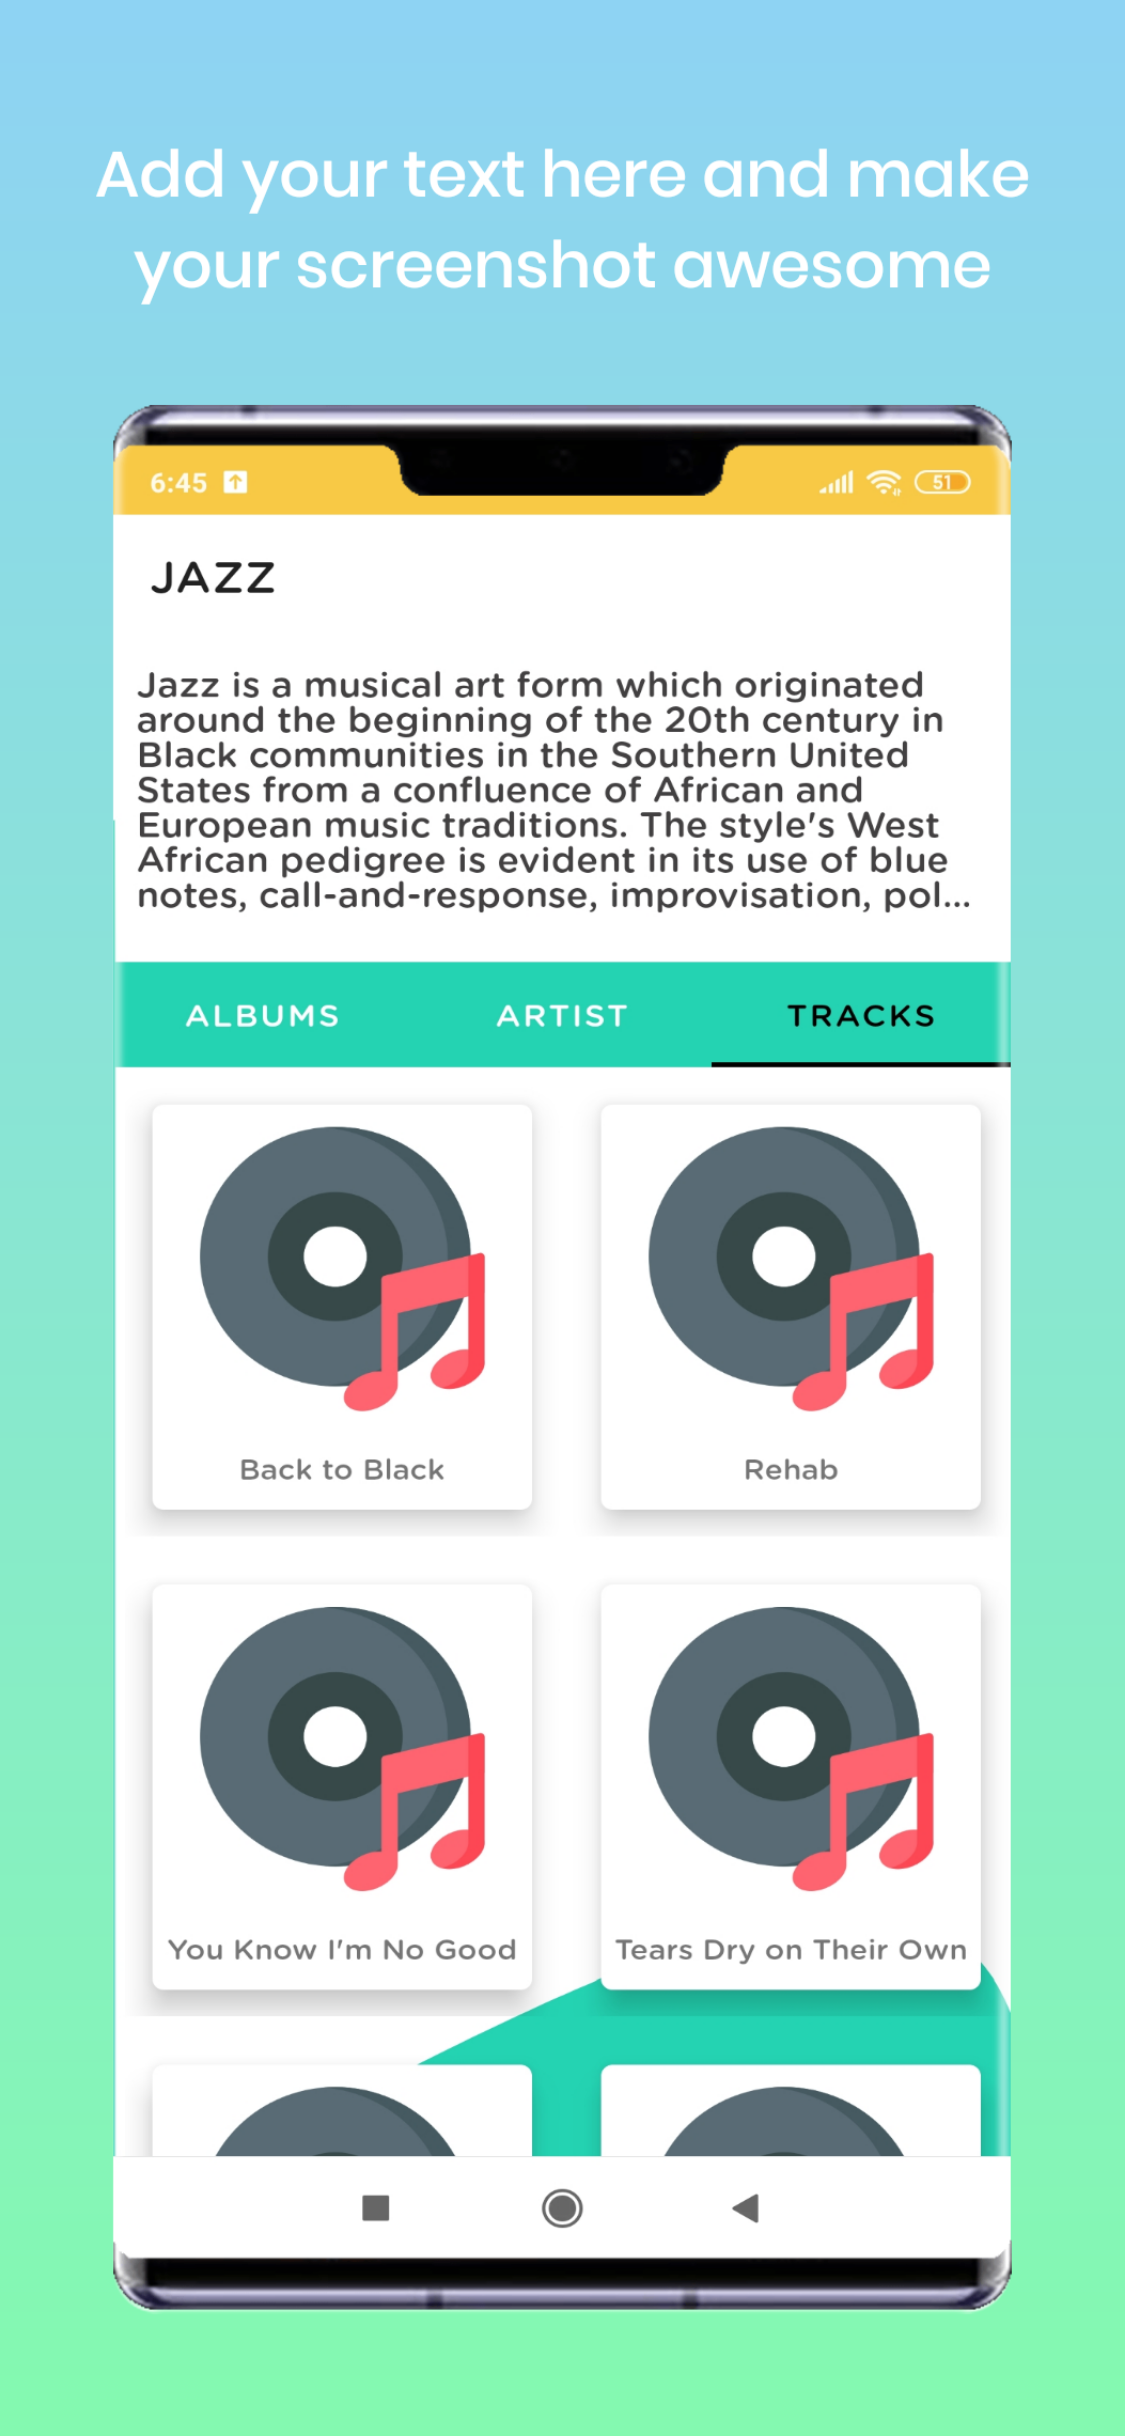 Add your text here and make
your screenshot awesome
6:45
51
JAZZ
Jazz is a musical art form which originated
around the beginning of the 20th century in
Black communities in the Southern United
States from a confluence of African and
European music traditions. The style's West
African pedigree is evident in its use of blue
notes, call-and-response, improvisation, pol...
ALBUMS ARTIST TRACKS
Back to Black Rehab
You Know I'm No Good Tears Dry on Their Own